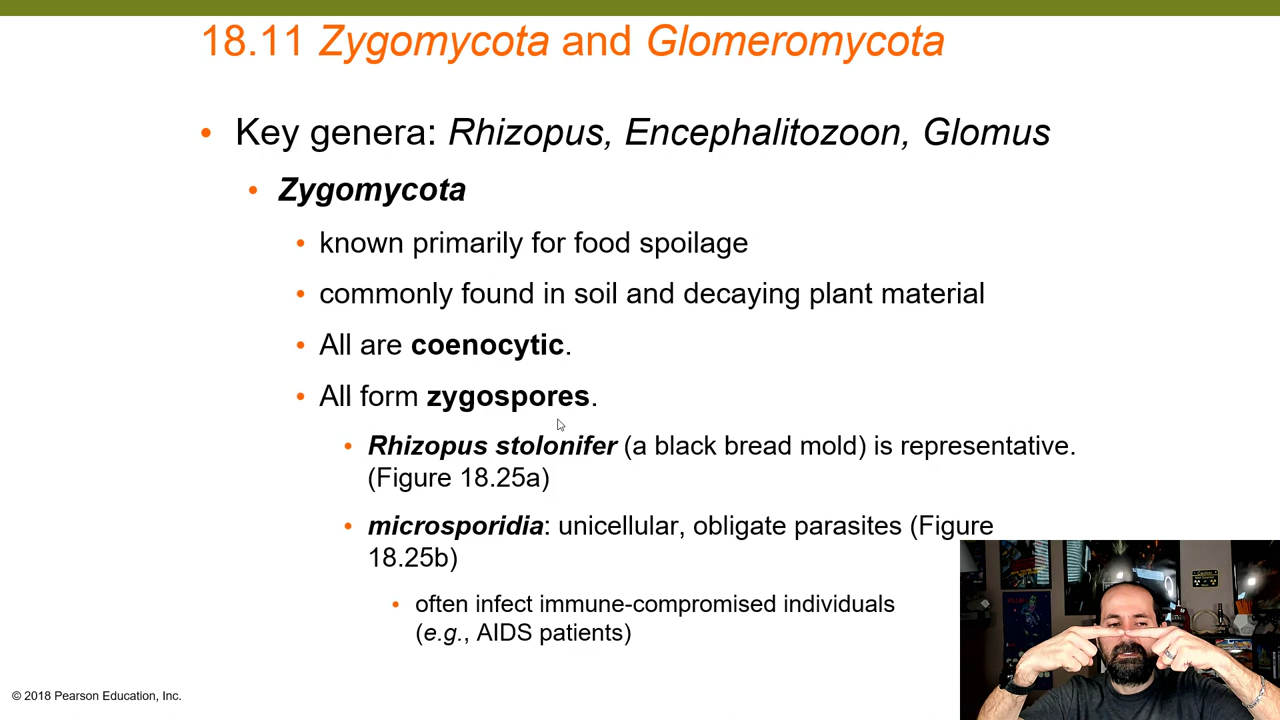 18.11 Zygomycota and Glomeromycota
• Key genera: Rhizopus, Encephalitozoon, Glomus
• Zygomycota
• known primarily for food spoilage
• commonly found in soil and decaying plant material
• All are coenocytic.
• All form zygospores.
• Rhizopus stolonifer (a black bread mold) is representative.
(Figure 18.25a)
• microsporidia: unicellular, obligate parasites (Figure
18.25b)
• often infect immune-compromised individuals
(e.g., AIDS patients)
© 2018 Pearson Education, Inc.